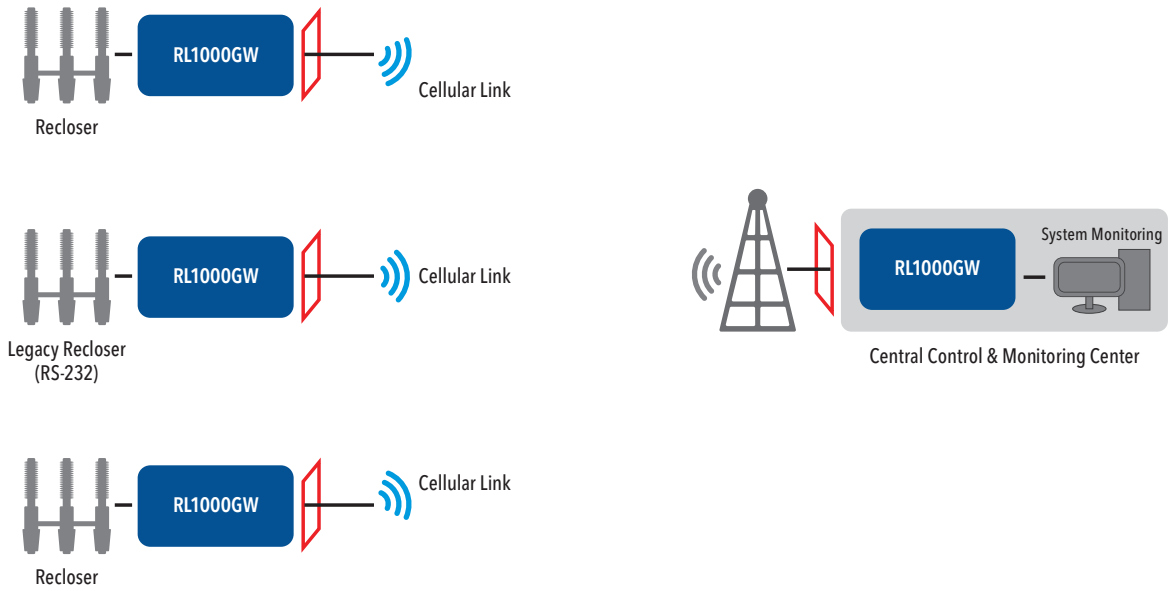 RL1000GW
Cellular Link
Recloser
RL1000GW
Cellular Link
Legacy Recloser
(RS-232)
RL1000GW
Cellular Link
Recloser
System Monitoring
RL1000GW
Central Control & Monitoring Center